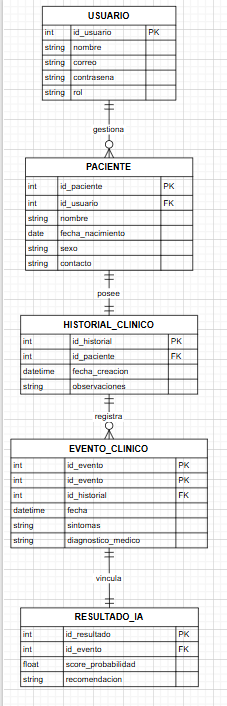 USUARIO
int id_usuario PK
string nombre
string correo
string contrasena
string rol
gestiona
PACIENTE
int id_paciente PK
int id_usuario FK
string nombre
date fecha_nacimiento
string sexo
string contacto
posee
HISTORIAL_CLINICO
int id_historial PK
int id_paciente FK
datetime fecha_creacion
string observaciones
registra
EVENTO_CLINICO
int id_evento PK
int id_evento PK
int id_historial FK
datetime fecha
string sintomas
string diagnostico_medico
vincula
RESULTADO_IA
int id_resultado PK
int id_evento FK
float score_probabilidad
string recomendacion